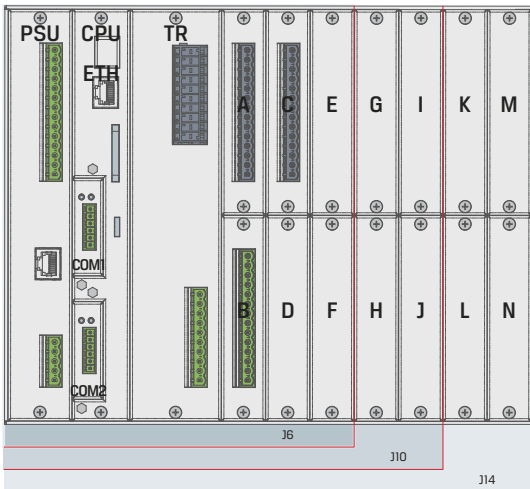 PSU CPU TR
ETH
A C E G I K M
COM1
B D F H J L N
COM2
J6
J10
J14